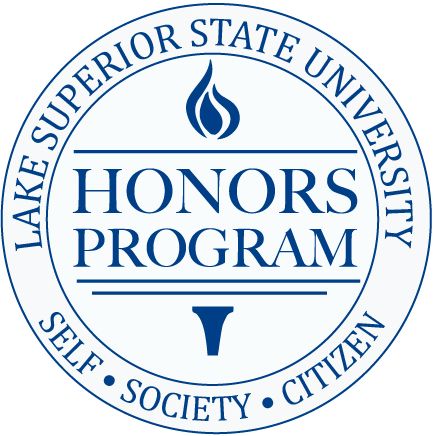 LAKE SUPERIOR STATE UNIVERSITY
HONORS
PROGRAM
SELF • SOCIETY • CITIZEN